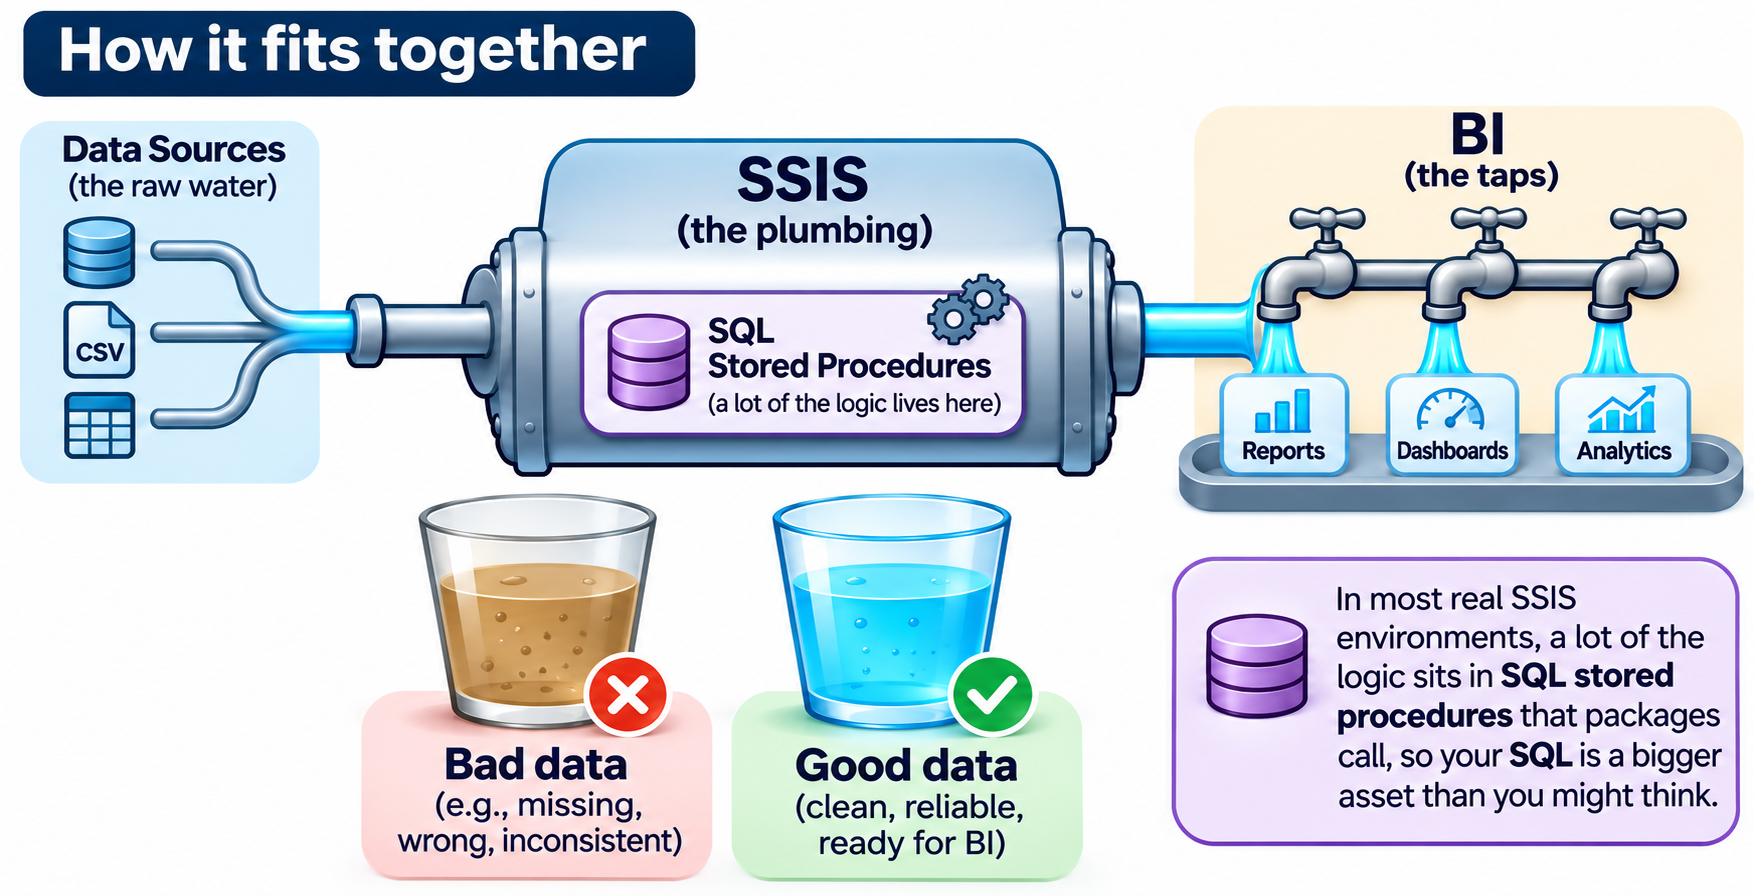 How it fits together
Data Sources
(the raw water)
CSV
SSIS
(the plumbing)
SQL
Stored Procedures
(a lot of the logic lives here)
BI
(the taps)
Reports
Dashboards
Analytics
Bad data
(e.g., missing,
wrong, inconsistent)
Good data
(clean, reliable,
ready for BI)
In most real SSIS
environments, a lot of the
logic sits in SQL stored
procedures that packages
call, so your SQL is a bigger
asset than you might think.